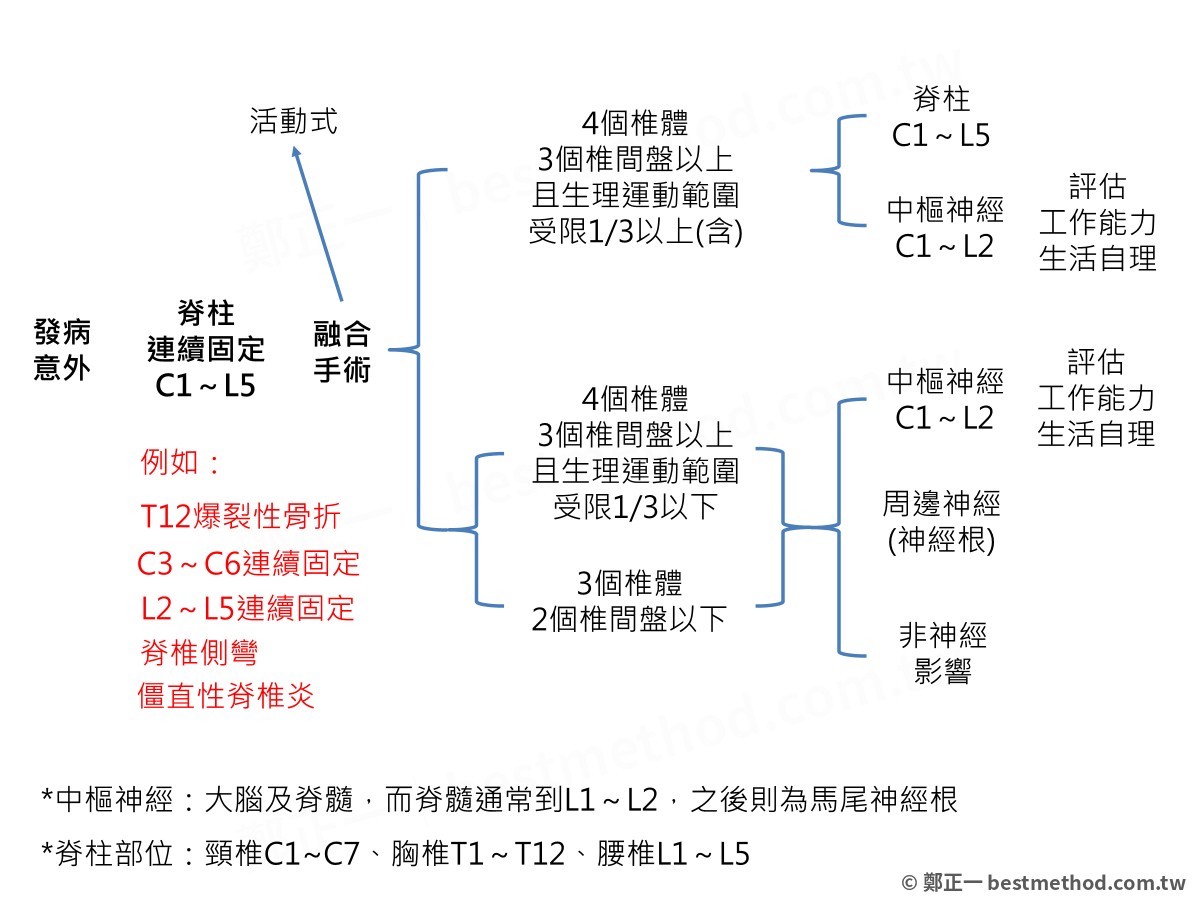 活動式
發病
意外
脊柱
連續固定
C1～L5
融合
手術
例如：
T12爆裂性骨折
C3～C6連續固定
L2～L5連續固定
脊椎側彎
僵直性脊椎炎
4個椎體
3個椎間盤以上
且生理運動範圍
受限1/3以上(含)
脊柱
C1～L5
中樞神經
C1～L2
評估
工作能力
生活自理
4個椎體
3個椎間盤以上
且生理運動範圍
受限1/3以下
3個椎體
2個椎間盤以下
中樞神經
C1～L2
評估
工作能力
生活自理
周邊神經
(神經根)
非神經
影響
*中樞神經：大腦及脊髓，而脊髓通常到L1～L2，之後則為馬尾神經根
*脊柱部位：頸椎C1~C7、胸椎T1～T12、腰椎L1～L5
© 鄭正一 bestmethod.com.tw